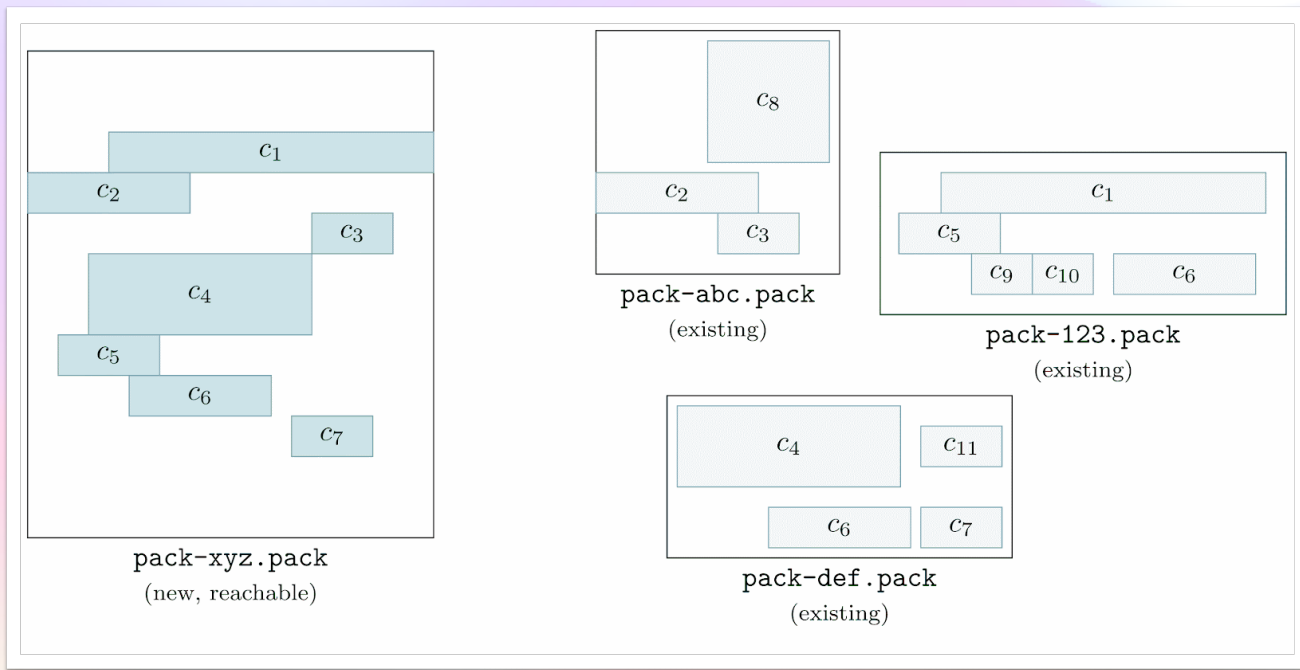 c1
c2
c3
c4
c5
c6
c7
pack-xyz.pack
(new, reachable)
c8
c2
c3
pack-abc.pack
(existing)
c1
c5
c9 c10 c6
pack-123.pack
(existing)
c4 c11
c6 c7
pack-def.pack
(existing)